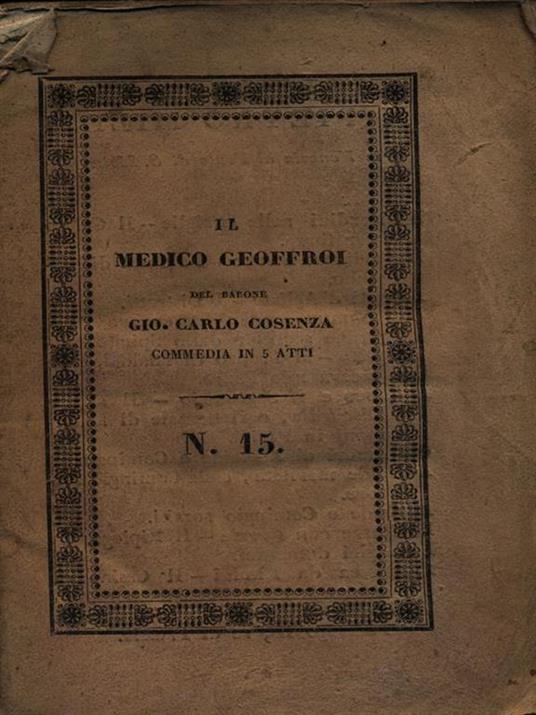 IL
MEDICO GEOFFROI
DEL BARONE
GIO. CARLO COSENZA
COMMEDIA IN 5 ATTI
N. 15.